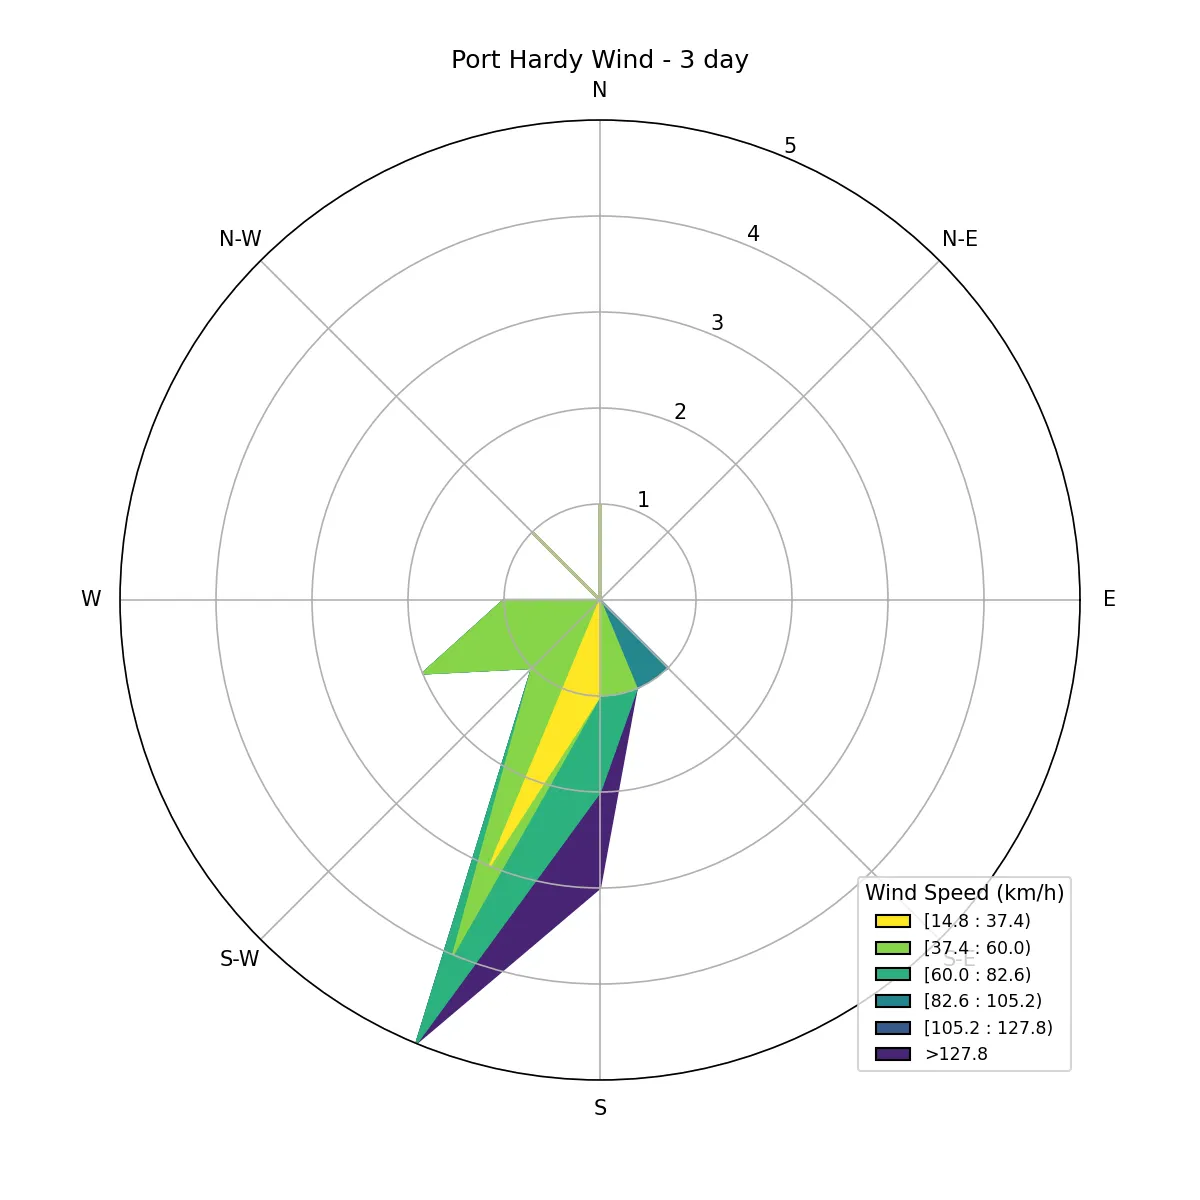 Port Hardy Wind - 3 day
N
5
N-W
N-E
4
3
2
1
W
E
S-W
S-E
S
Wind Speed (km/h)
[14.8 : 37.4)
[37.4 : 60.0)
[60.0 : 82.6)
[82.6 : 105.2)
[105.2 : 127.8)
>127.8